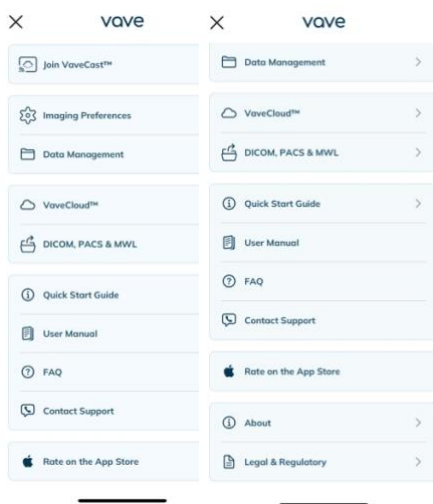 vave
Join VaveCast™
Imaging Preferences
Data Management
VaveCloud™
DICOM, PACS & MWL
Quick Start Guide
User Manual
FAQ
Contact Support
Rate on the App Store
vave
Data Management
VaveCloud™
DICOM, PACS & MWL
Quick Start Guide
User Manual
FAQ
Contact Support
Rate on the App Store
About
Legal & Regulatory